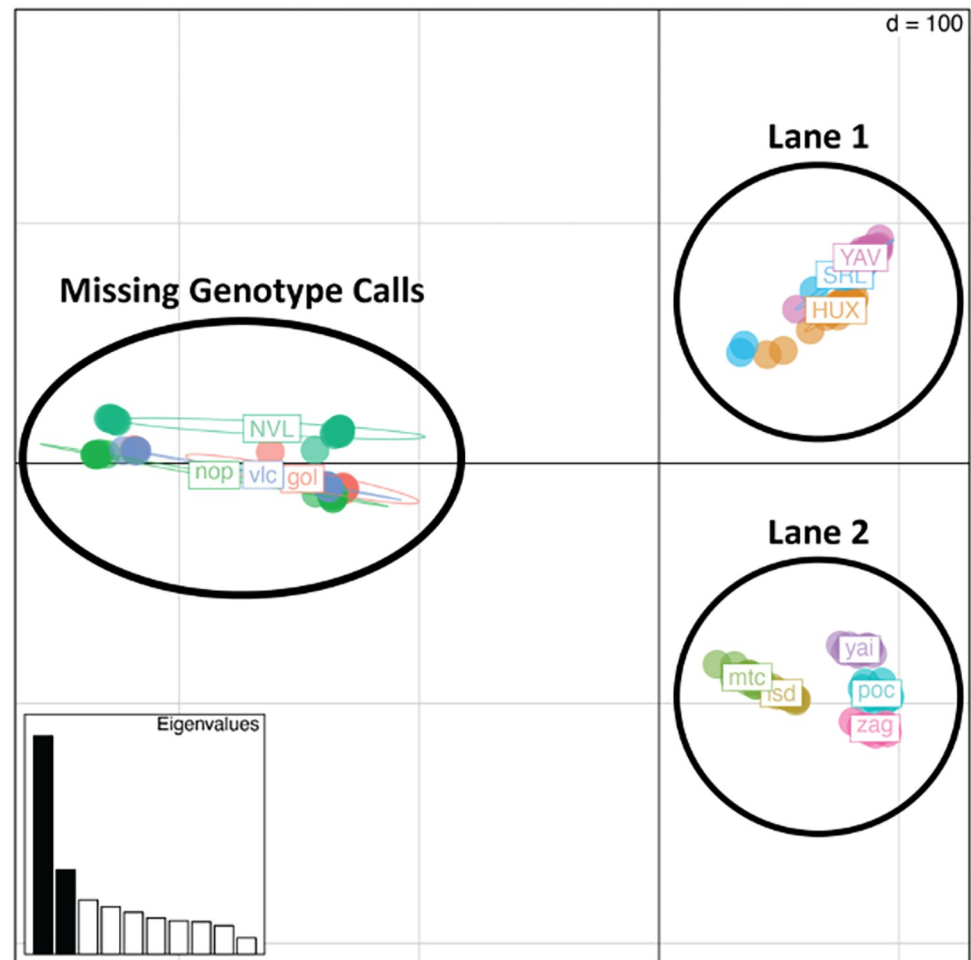 d = 100
Lane 1
YAV
SRL
HUX
Missing Genotype Calls
NVL
nop vlc gol
Lane 2
yai
mtc
lsd poc
zag
Eigenvalues